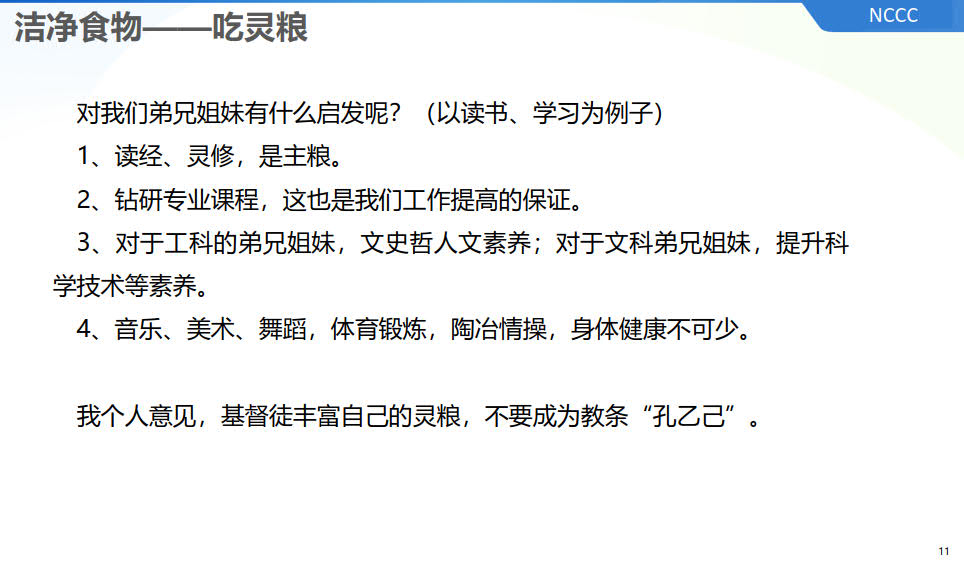 洁净食物——吃灵粮
NCCC
对我们弟兄姐妹有什么启发呢？（以读书、学习为例子）
1、读经、灵修，是主粮。
2、钻研专业课程，这也是我们工作提高的保证。
3、对于工科的弟兄姐妹，文史哲人文素养；对于文科弟兄姐妹，提升科
学技术等素养。
4、音乐、美术、舞蹈，体育锻炼，陶冶情操，身体健康不可少。
我个人意见，基督徒丰富自己的灵粮，不要成为教条“孔乙己”。
11